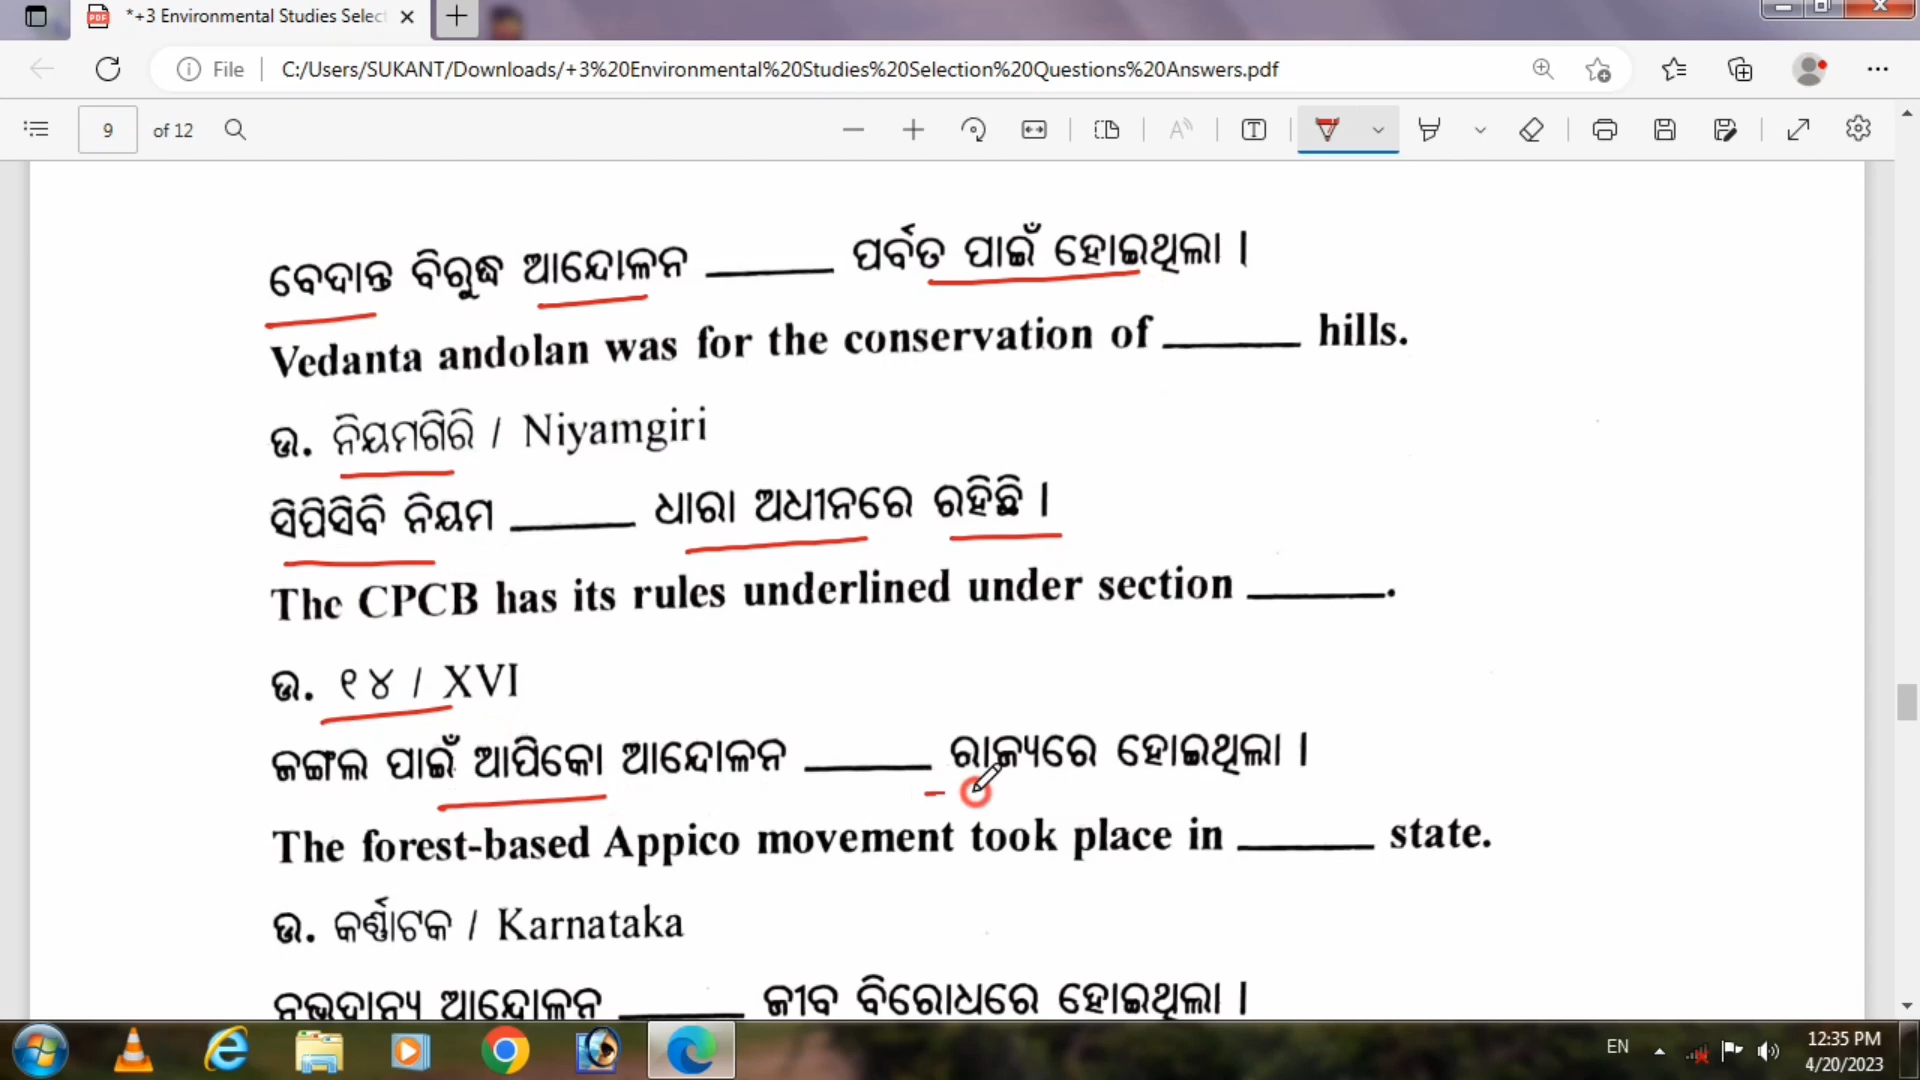 *+3 Environmental Studies Select
File
C:/Users/SUKANT/Downloads/+3%20Environmental%20Studies%20Selection%20Questions%20Answers.pdf
9 of 12
ବେଦାନ୍ତ ବିରୁଦ୍ଧ ଆନ୍ଦୋଳନ ______ ପର୍ବତ ପାଇଁ ହୋଇଥିଲା ।
Vedanta andolan was for the conservation of ______ hills.
ଉ. ନିୟମଗିରି / Niyamgiri
ସିପିସିବି ନିୟମ ______ ଧାରା ଅଧୀନରେ ରହିଛି ।
The CPCB has its rules underlined under section ______.
ଉ. ୧୪ / XVI
ଜଙ୍ଗଲ ପାଇଁ ଆପିକୋ ଆନ୍ଦୋଳନ ______ ରାଜ୍ୟରେ ହୋଇଥିଲା ।
The forest-based Appico movement took place in ______ state.
ଉ. କର୍ଣ୍ଣାଟକ / Karnataka
ନଭଦାନ୍ୟ ଆନ୍ଦୋଳନ ______ ଜୀବ ବିରୋଧରେ ହୋଇଥିଲା ।
EN
12:35 PM
4/20/2023